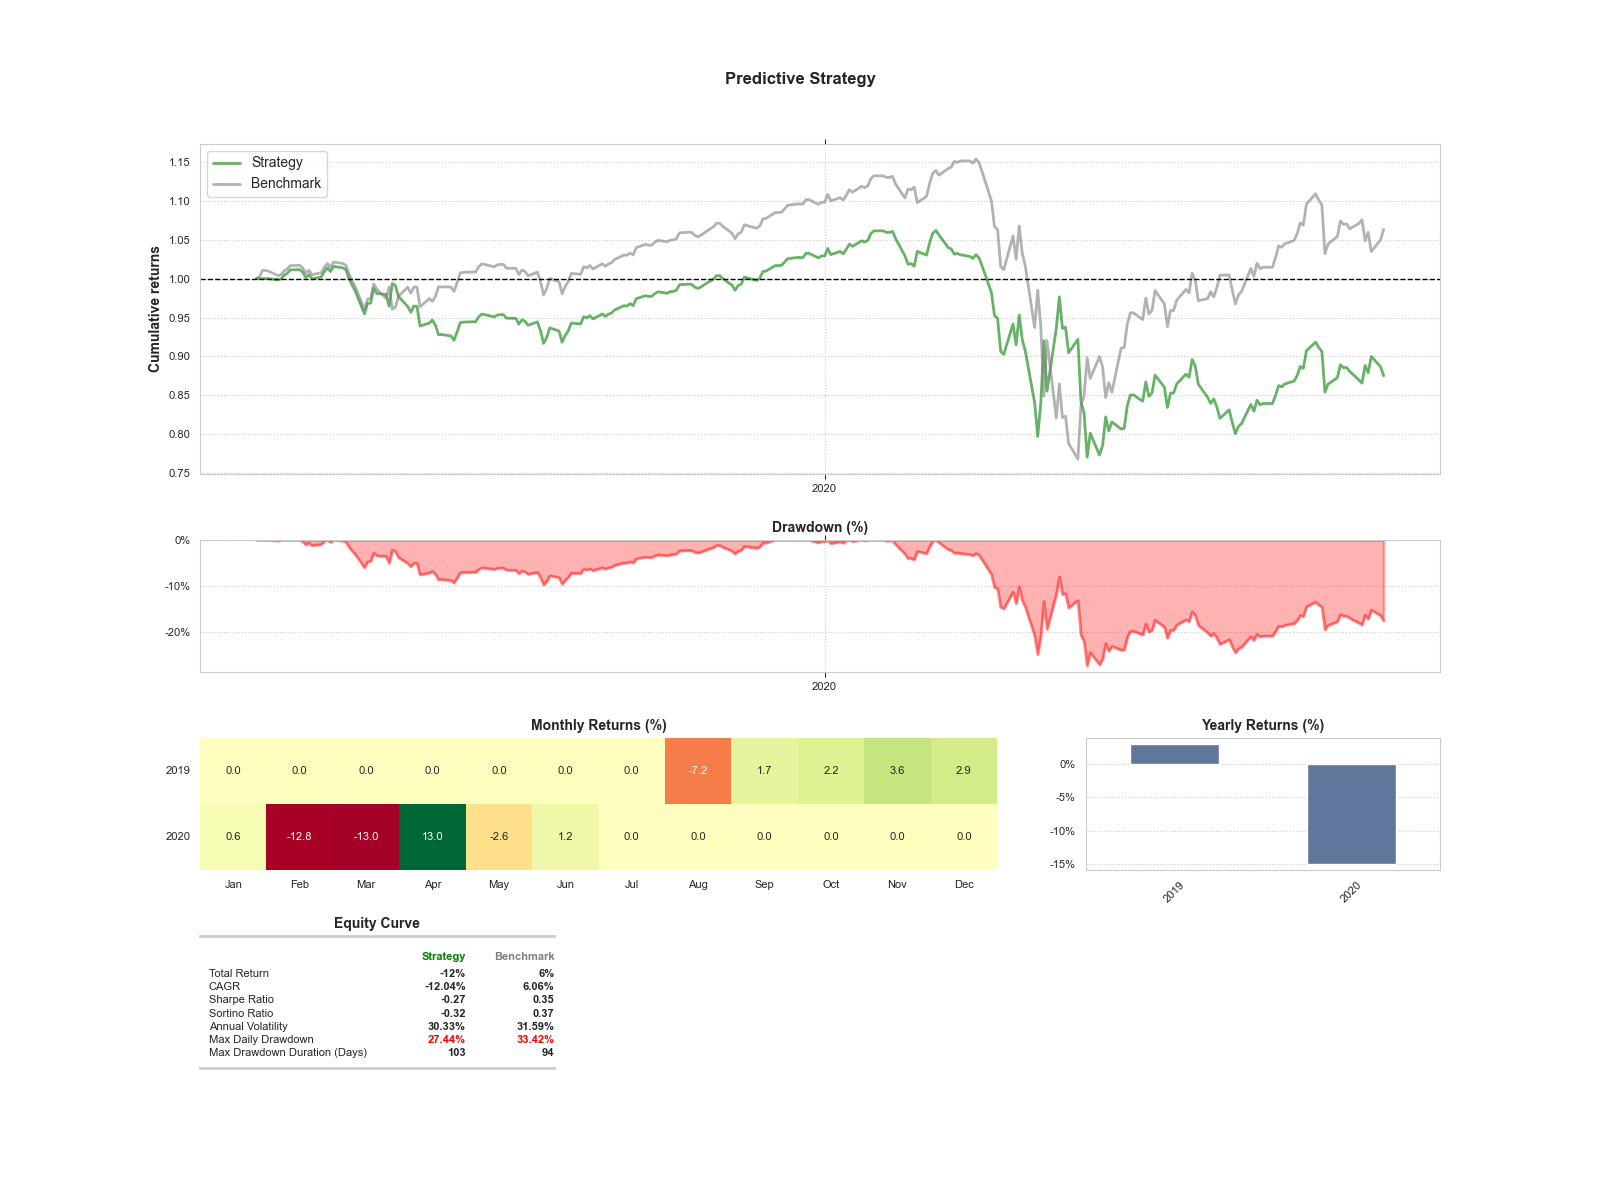 Predictive Strategy
Strategy
Benchmark
Cumulative returns
1.15
1.10
1.05
1.00
0.95
0.90
0.85
0.80
0.75
2020
Drawdown (%)
0%
-10%
-20%
2020
Monthly Returns (%)
2019 0.0 0.0 0.0 0.0 0.0 0.0 0.0 -7.2 1.7 2.2 3.6 2.9
2020 0.6 -12.8 -13.0 13.0 -2.6 1.2 0.0 0.0 0.0 0.0 0.0 0.0
Jan Feb Mar Apr May Jun Jul Aug Sep Oct Nov Dec
Yearly Returns (%)
0%
-5%
-10%
-15%
2019 2020
Equity Curve
Strategy Benchmark
Total Return -12% 6%
CAGR -12.04% 6.06%
Sharpe Ratio -0.27 0.35
Sortino Ratio -0.32 0.37
Annual Volatility 30.33% 31.59%
Max Daily Drawdown 27.44% 33.42%
Max Drawdown Duration (Days) 103 94